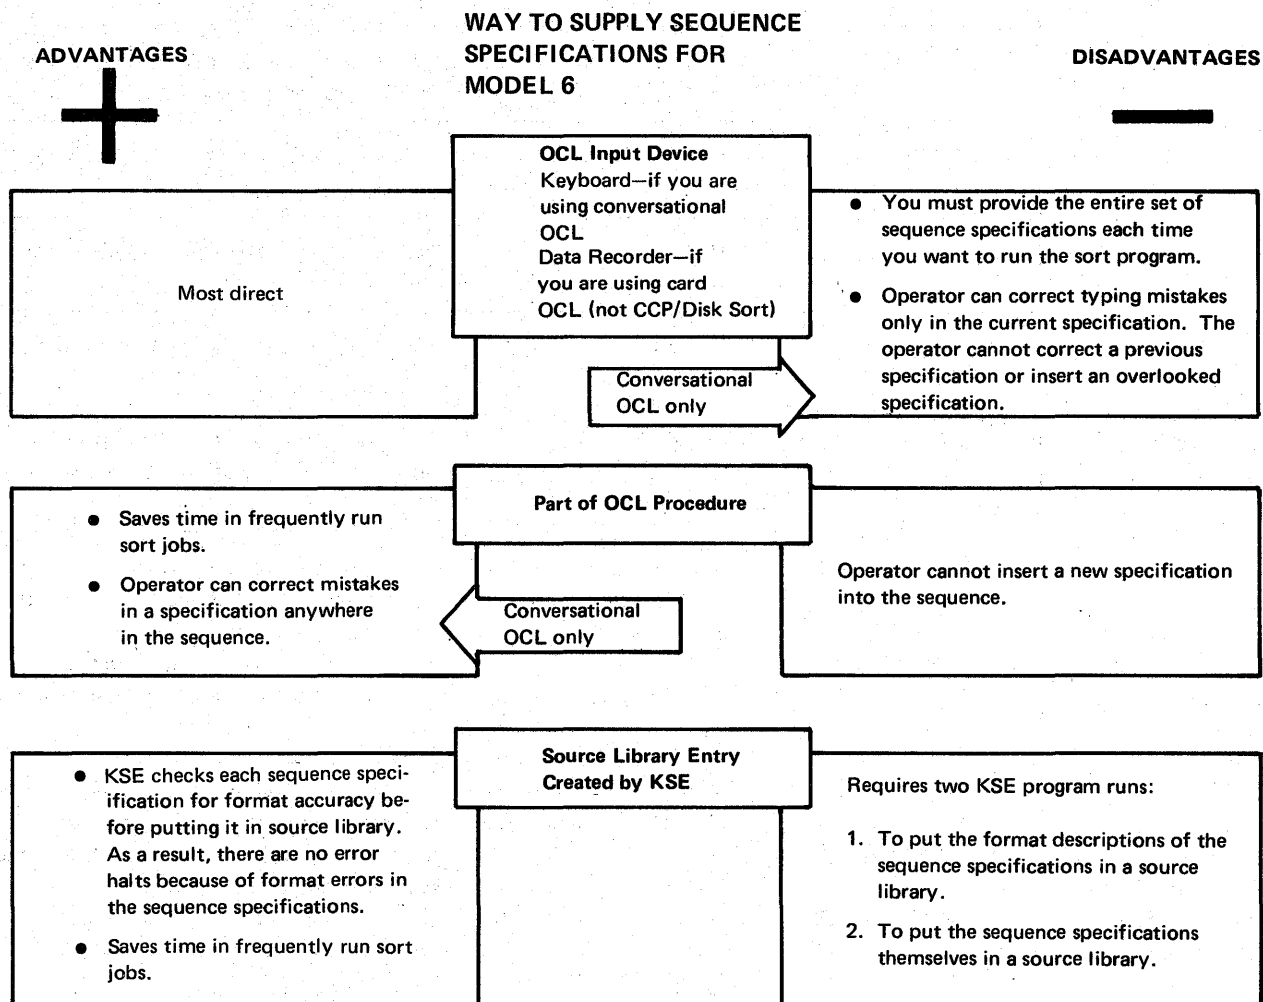 WAY TO SUPPLY SEQUENCE
SPECIFICATIONS FOR
MODEL 6
ADVANTAGES
DISADVANTAGES
OCL Input Device
Keyboard—if you are
using conversational
OCL
Data Recorder—if
you are using card
OCL (not CCP/Disk Sort)
Most direct
• You must provide the entire set of
sequence specifications each time
you want to run the sort program.
• Operator can correct typing mistakes
only in the current specification. The
operator cannot correct a previous
specification or insert an overlooked
specification.
Conversational
OCL only
Part of OCL Procedure
• Saves time in frequently run
sort jobs.
• Operator can correct mistakes
in a specification anywhere
in the sequence.
Conversational
OCL only
Operator cannot insert a new specification
into the sequence.
Source Library Entry
Created by KSE
• KSE checks each sequence speci-
ification for format accuracy be-
fore putting it in source library.
As a result, there are no error
halts because of format errors in
the sequence specifications.
• Saves time in frequently run sort
jobs.
Requires two KSE program runs:
1. To put the format descriptions of the
sequence specifications in a source
library.
2. To put the sequence specifications
themselves in a source library.